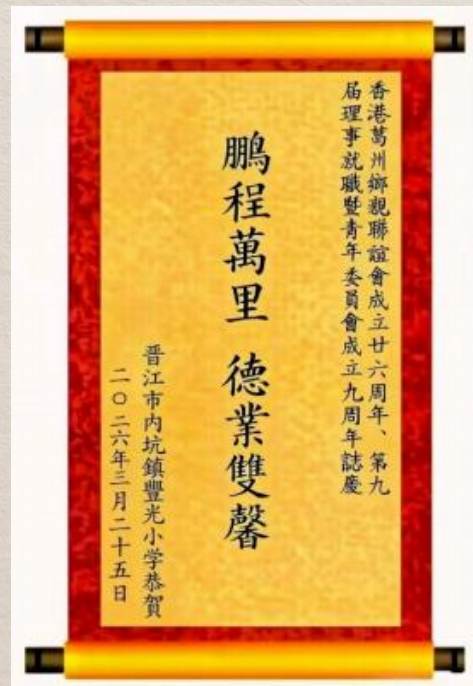 香港萬州鄉親聯誼會成立廿六周年、第九
届理事就職暨青年委員會成立九周年誌慶
鵬程萬里 德業雙馨
晋江市内坑鎮豐光小学恭賀
二〇二六年三月二十五日